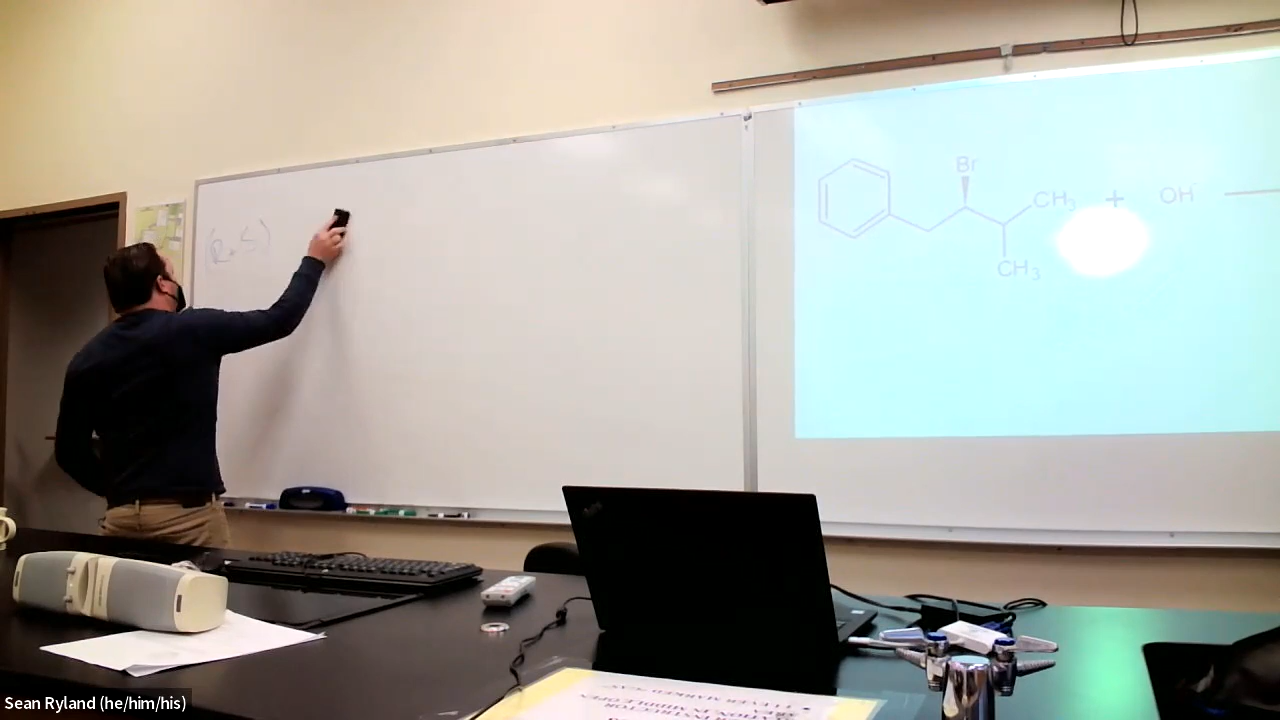 (R,S)
Br
CH3 + OH
CH3
Sean Ryland (he/him/his)